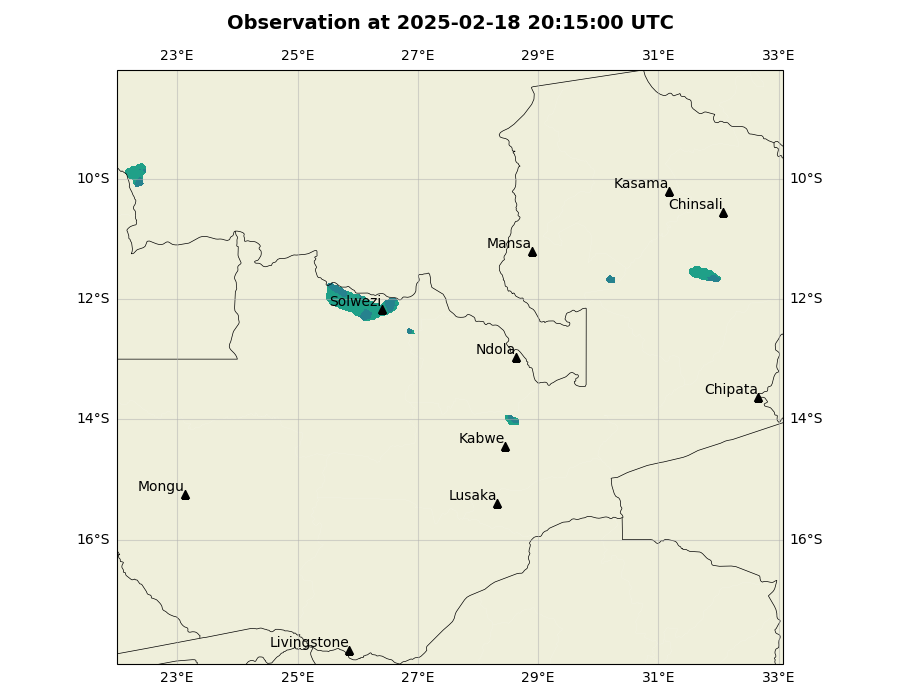 Observation at 2025-02-18 20:15:00 UTC
23°E 25°E 27°E 29°E 31°E 33°E
10°S 10°S
Kasama
Chinsali
Mansa
12°S 12°S
Solwezi
Ndola
Chipata
14°S 14°S
Kabwe
Mongu
Lusaka
16°S 16°S
Livingstone
23°E 25°E 27°E 29°E 31°E 33°E